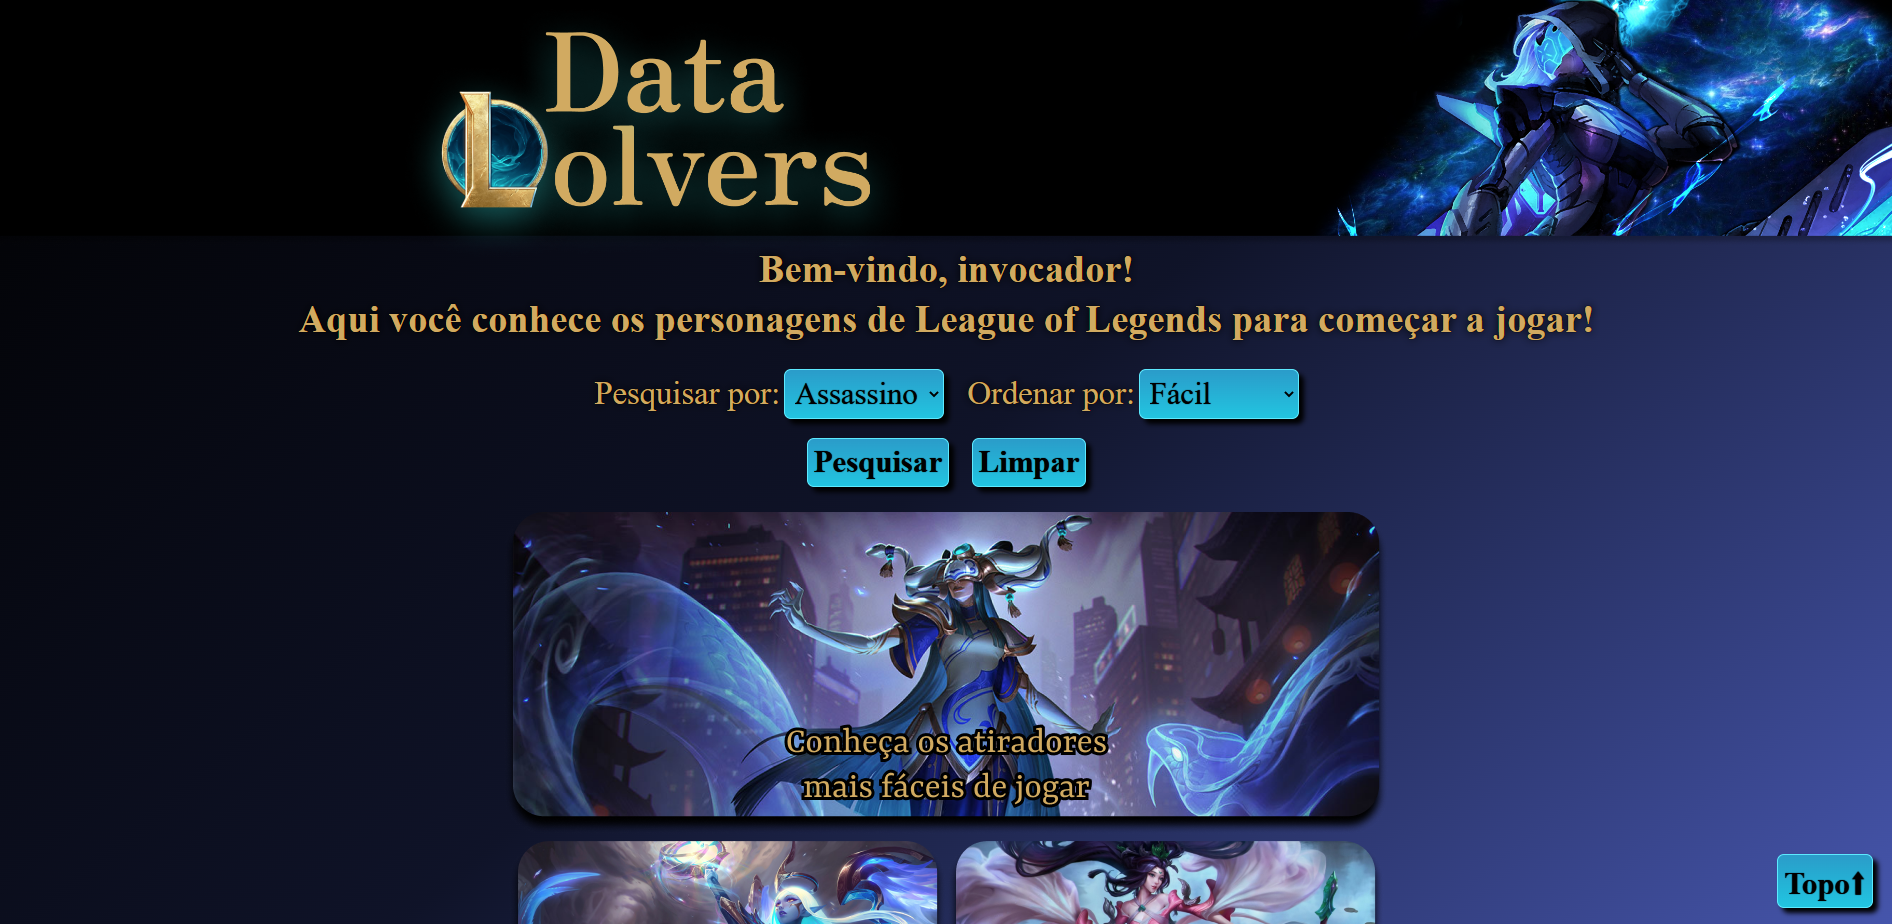 Data
Lolvers
Bem-vindo, invocador!
Aqui você conhece os personagens de League of Legends para começar a jogar!
Pesquisar por: Assassino Ordenar por: Fácil
Pesquisar Limpar
Conheça os atiradores
mais fáceis de jogar
Topo⬆